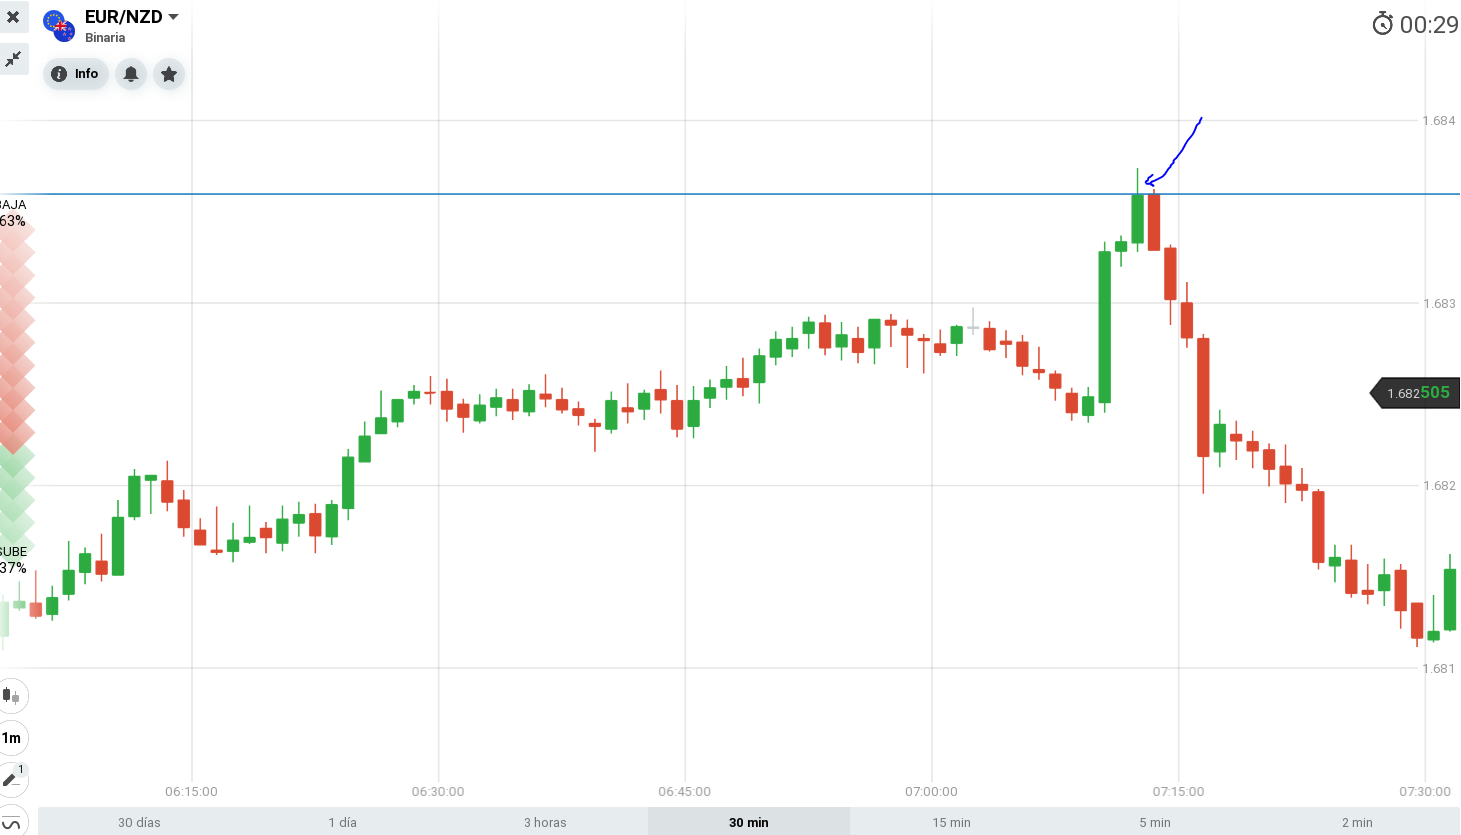 EUR/NZD
00:29
Binaria
Info
1.684
BAJA
63%
1.683
1.682505
1.682
SUBE
37%
1.681
1m
1
06:15:00 06:30:00 06:45:00 07:00:00 07:15:00 07:30:00
30 días 1 día 3 horas 30 min 15 min 5 min 2 min